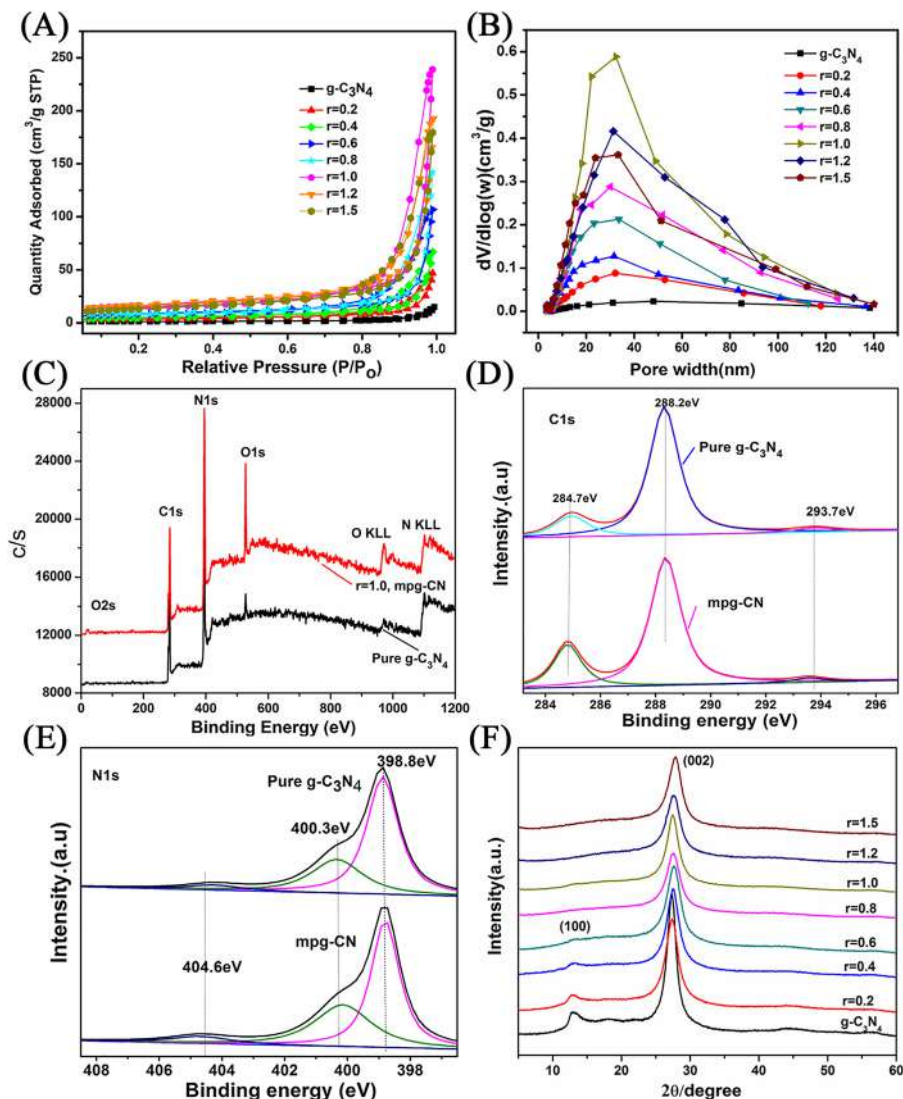 (A)
Quantity Adsorbed (cm³/g STP)
250
200
150
100
50
0
g-C₃N₄
r=0.2
r=0.4
r=0.6
r=0.8
r=1.0
r=1.2
r=1.5
0.2
0.4
0.6
0.8
1.0
Relative Pressure (P/Pₒ)
(B)
dV/dlog(w)(cm³/g)
0.6
0.5
0.4
0.3
0.2
0.1
0.0
g-C₃N₄
r=0.2
r=0.4
r=0.6
r=0.8
r=1.0
r=1.2
r=1.5
0
20
40
60
80
100
120
140
Pore width(nm)
(C)
C/S
28000
24000
20000
16000
12000
8000
N1s
C1s
O1s
O KLL
N KLL
O2s
r=1.0, mpg-CN
Pure g-C₃N₄
0
200
400
600
800
1000
1200
Binding Energy (eV)
(D)
Intensity.(a.u)
C1s
288.2eV
Pure g-C₃N₄
284.7eV
293.7eV
mpg-CN
284
286
288
290
292
294
296
Binding energy (eV)
(E)
Intensity.(a.u)
N1s
398.8eV
Pure g-C₃N₄
400.3eV
mpg-CN
404.6eV
408
406
404
402
400
398
Binding energy (eV)
(F)
Intensity(a.u.)
(002)
r=1.5
r=1.2
r=1.0
r=0.8
(100)
r=0.6
r=0.4
r=0.2
g-C₃N₄
10
20
30
40
50
60
2θ/degree